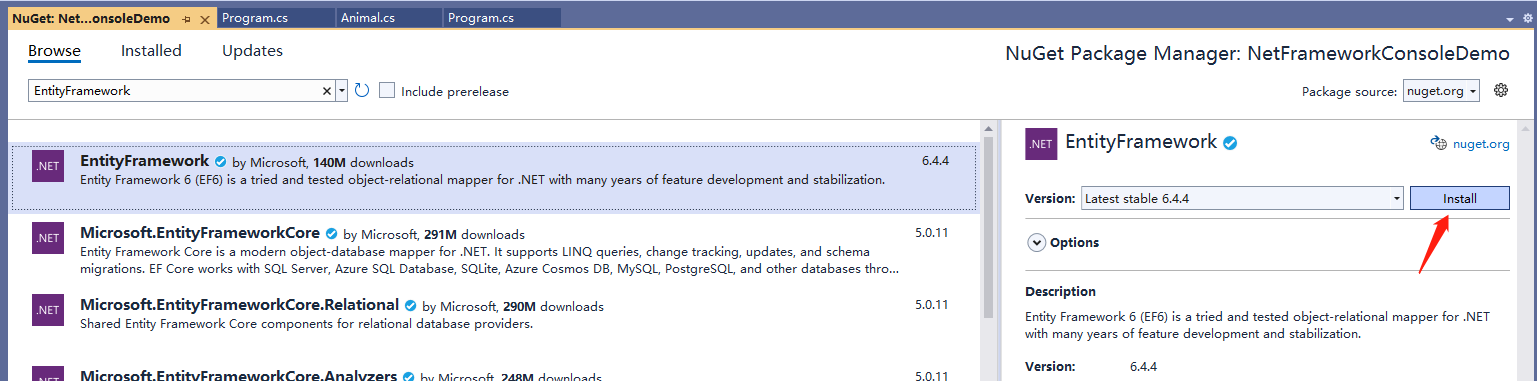 NuGet: Net...onsoleDemo
Program.cs
Animal.cs
Program.cs
Browse
Installed
Updates
NuGet Package Manager: NetFrameworkConsoleDemo
EntityFramework
Include prerelease
Package source:
nuget.org
.NET
EntityFramework by Microsoft, 140M downloads
6.4.4
Entity Framework 6 (EF6) is a tried and tested object-relational mapper for .NET with many years of feature development and stabilization.
.NET
Microsoft.EntityFrameworkCore by Microsoft, 291M downloads
5.0.11
Entity Framework Core is a modern object-database mapper for .NET. It supports LINQ queries, change tracking, updates, and schema
migrations. EF Core works with SQL Server, Azure SQL Database, SQLite, Azure Cosmos DB, MySQL, PostgreSQL, and other databases thro...
.NET
Microsoft.EntityFrameworkCore.Relational by Microsoft, 290M downloads
5.0.11
Shared Entity Framework Core components for relational database providers.
.NET
Microsoft.EntityFrameworkCore.Analyzers by Microsoft, 248M downloads
5.0.11
.NET
EntityFramework
nuget.org
Version:
Latest stable 6.4.4
Install
Options
Description
Entity Framework 6 (EF6) is a tried and tested object-relational mapper for .NET
with many years of feature development and stabilization.
Version:
6.4.4